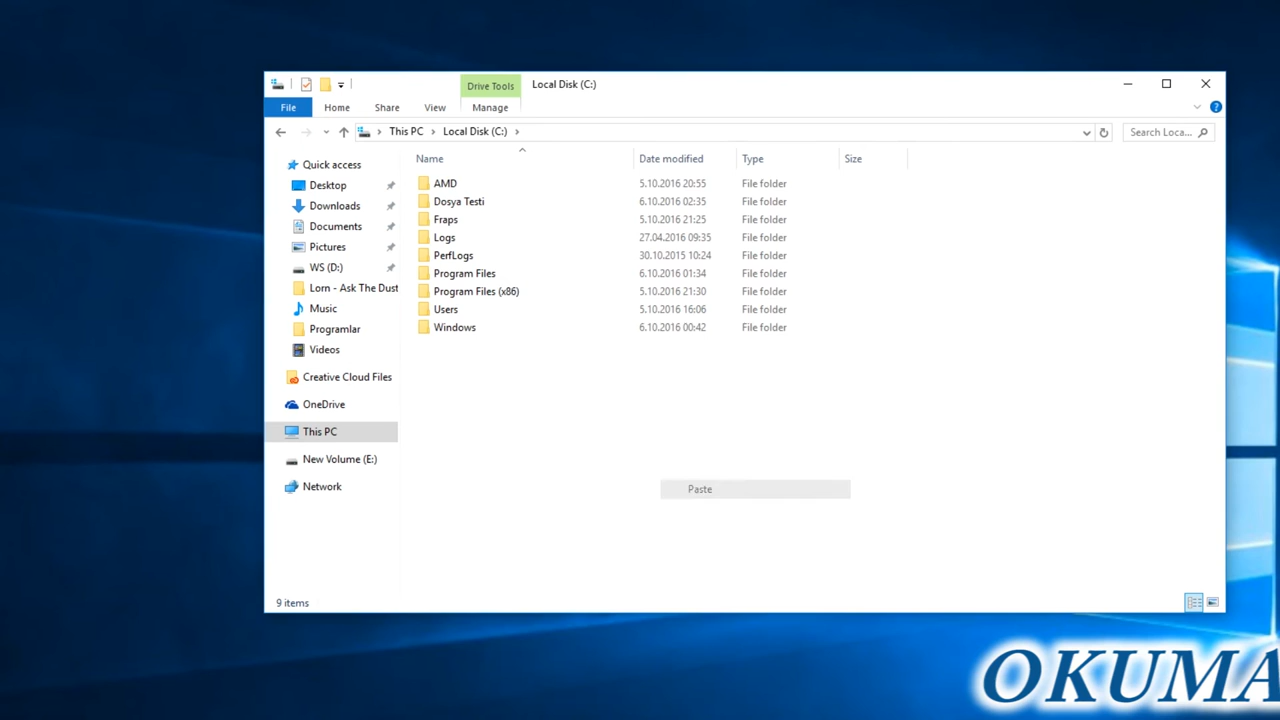 Drive Tools Local Disk (C:)
File Home Share View Manage
This PC Local Disk (C:) Search Loca...
Name Date modified Type Size
Quick access
Desktop
Downloads
Documents
Pictures
WS (D:)
Lorn - Ask The Dust
Music
Programlar
Videos
Creative Cloud Files
OneDrive
This PC
New Volume (E:)
Network
AMD 5.10.2016 20:55 File folder
Dosya Testi 6.10.2016 02:35 File folder
Fraps 5.10.2016 21:25 File folder
Logs 27.04.2016 09:35 File folder
PerfLogs 30.10.2015 10:24 File folder
Program Files 6.10.2016 01:34 File folder
Program Files (x86) 5.10.2016 21:30 File folder
Users 5.10.2016 16:06 File folder
Windows 6.10.2016 00:42 File folder
Paste
9 items
OKUMA